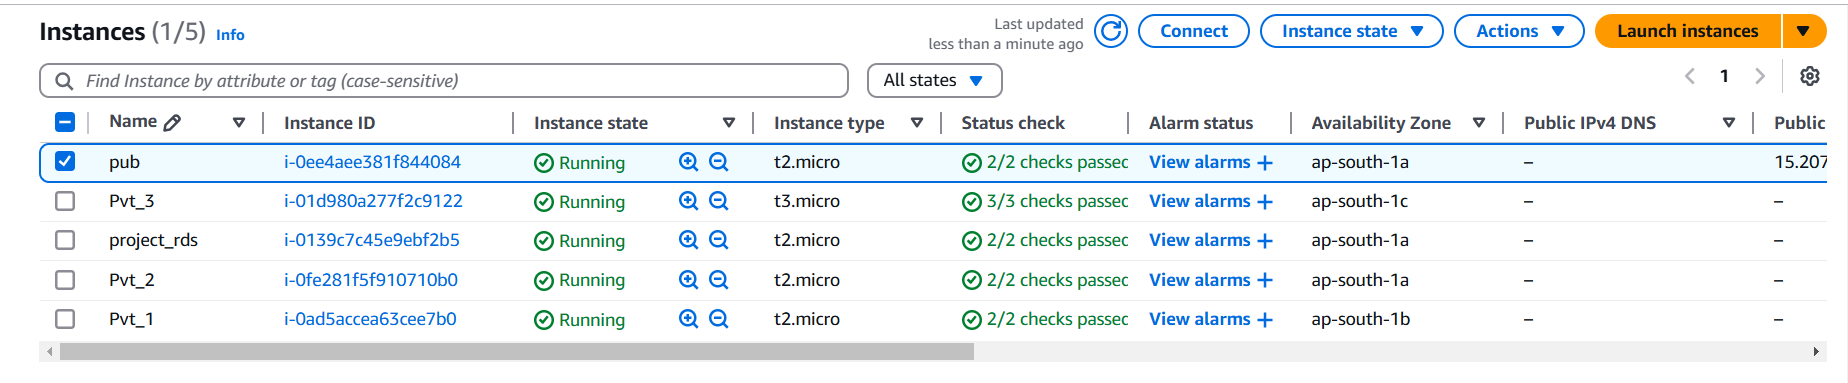 Instances (1/5) Info Last updated less than a minute ago Connect Instance state Actions Launch instances
Find Instance by attribute or tag (case-sensitive) All states 1
Name Instance ID Instance state Instance type Status check Alarm status Availability Zone Public IPv4 DNS Public
pub i-0ee4aee381f844084 Running t2.micro 2/2 checks passed View alarms + ap-south-1a – 15.207
Pvt_3 i-01d980a277f2c9122 Running t3.micro 3/3 checks passed View alarms + ap-south-1c – –
project_rds i-0139c7c45e9ebf2b5 Running t2.micro 2/2 checks passed View alarms + ap-south-1a – –
Pvt_2 i-0fe281f5f910710b0 Running t2.micro 2/2 checks passed View alarms + ap-south-1a – –
Pvt_1 i-0ad5accea63cee7b0 Running t2.micro 2/2 checks passed View alarms + ap-south-1b – –